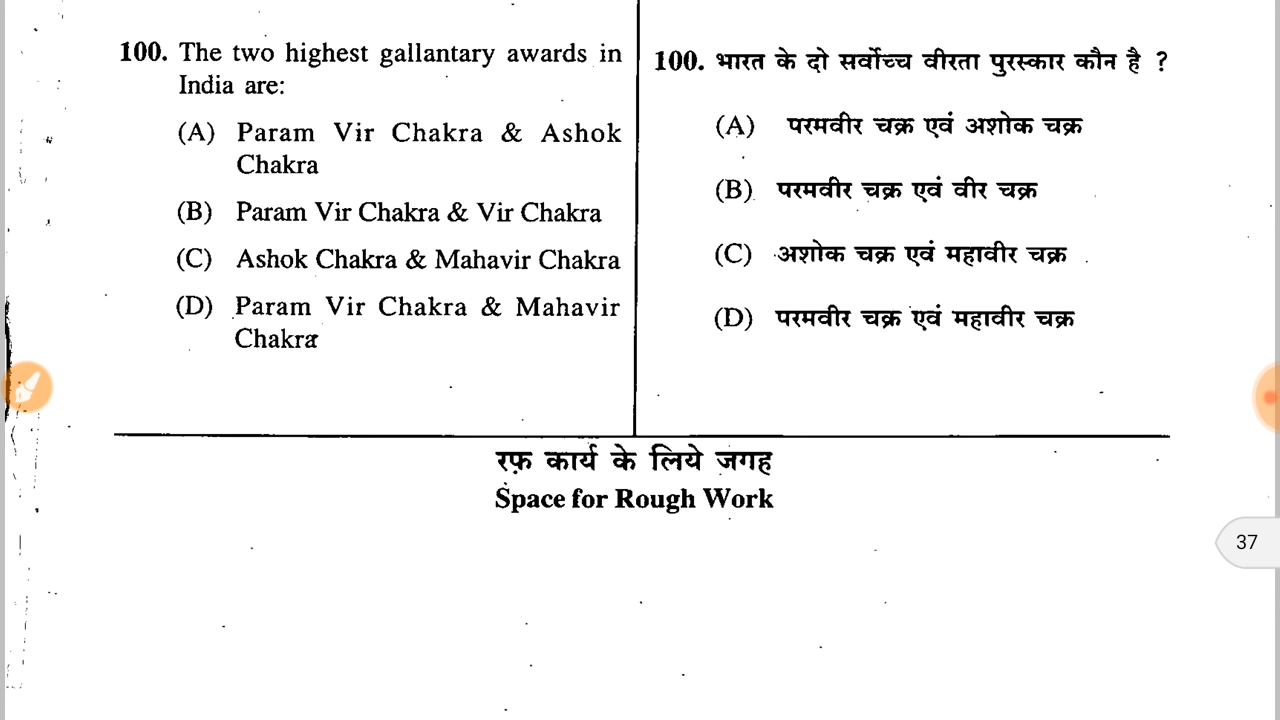 100. The two highest gallantary awards in
India are:
(A) Param Vir Chakra & Ashok
Chakra
(B) Param Vir Chakra & Vir Chakra
(C) Ashok Chakra & Mahavir Chakra
(D) Param Vir Chakra & Mahavir
Chakra
100. भारत के दो सर्वोच्च वीरता पुरस्कार कौन है ?
(A) परमवीर चक्र एवं अशोक चक्र
(B) परमवीर चक्र एवं वीर चक्र
(C) अशोक चक्र एवं महावीर चक्र
(D) परमवीर चक्र एवं महावीर चक्र
रफ़ कार्य के लिये जगह
Space for Rough Work
37